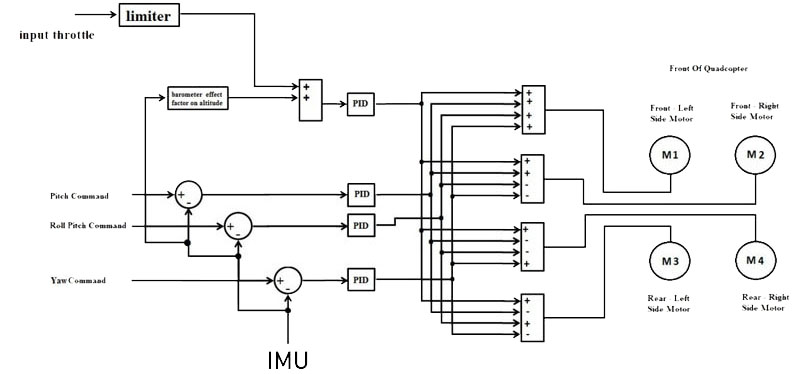 limiter
input throttle
Front Of Quadcopter
barometer effect
factor on altitude
+
+
PID
+
+
+
+
Front - Left
Side Motor
Front - Right
Side Motor
M1
M2
Pitch Command
+
-
PID
+
+
-
-
Roll Pitch Command
+
-
PID
+
-
-
+
M3
M4
Yaw Command
+
-
PID
Rear - Left
Side Motor
Rear - Right
Side Motor
+
-
+
-
IMU